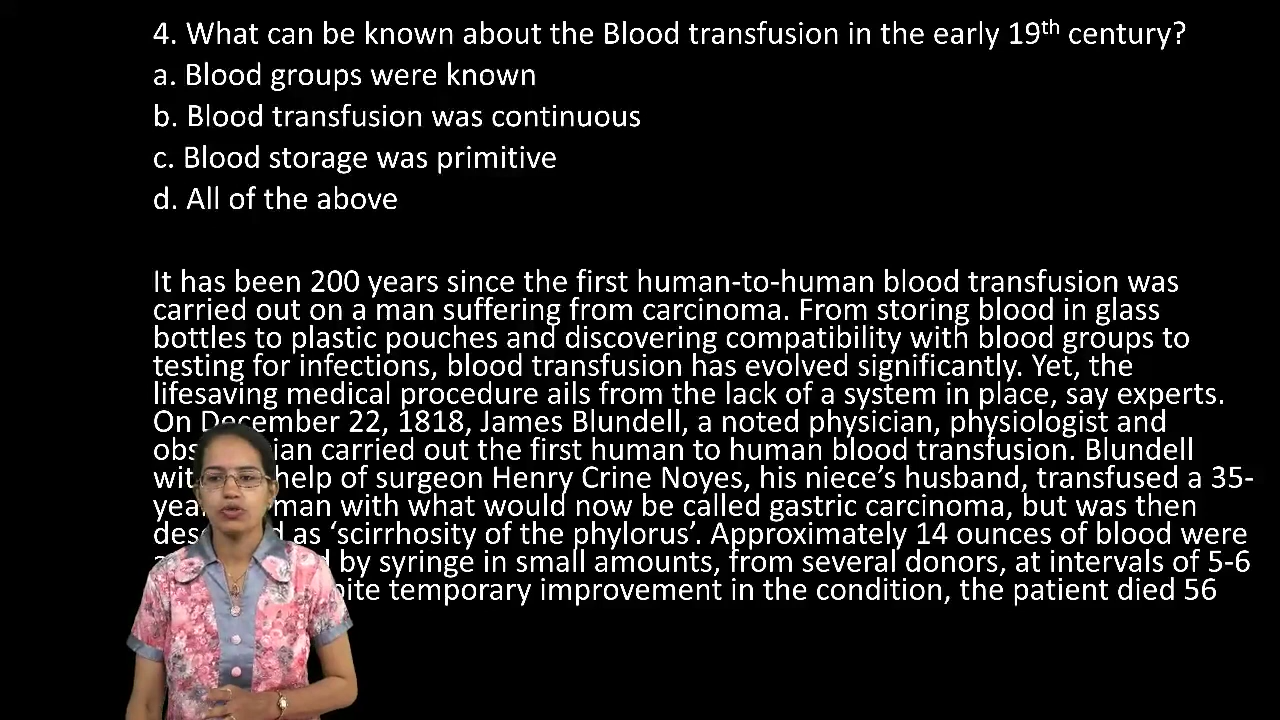 4. What can be known about the Blood transfusion in the early 19th century?
a. Blood groups were known
b. Blood transfusion was continuous
c. Blood storage was primitive
d. All of the above
It has been 200 years since the first human-to-human blood transfusion was
carried out on a man suffering from carcinoma. From storing blood in glass
bottles to plastic pouches and discovering compatibility with blood groups to
testing for infections, blood transfusion has evolved significantly. Yet, the
lifesaving medical procedure ails from the lack of a system in place, say experts.
On December 22, 1818, James Blundell, a noted physician, physiologist and
carried out the first human to human blood transfusion. Blundell
help of surgeon Henry Crine Noyes, his niece's husband, transfused a 35-
man with what would now be called gastric carcinoma, but was then
as 'scirrhosity of the phylorus'. Approximately 14 ounces of blood were
by syringe in small amounts, from several donors, at intervals of 5-6
temporary improvement in the condition, the patient died 56